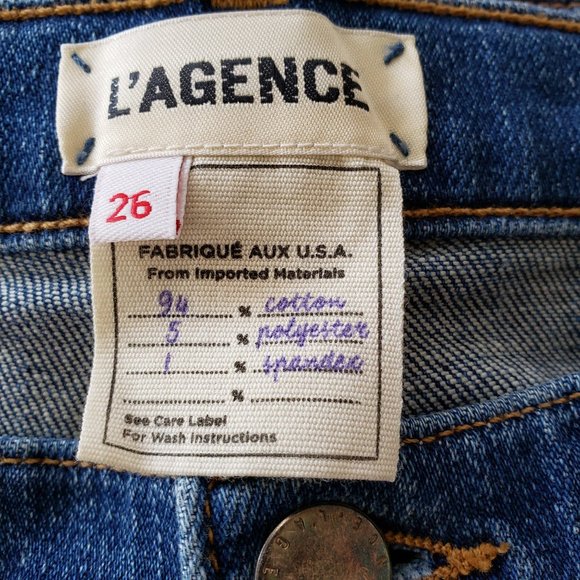 L'AGENCE
26
FABRIQUÉ AUX U.S.A.
From Imported Materials
94 % cotton
5 % polyester
1 % spandex
%
See Care Label
For Wash Instructions